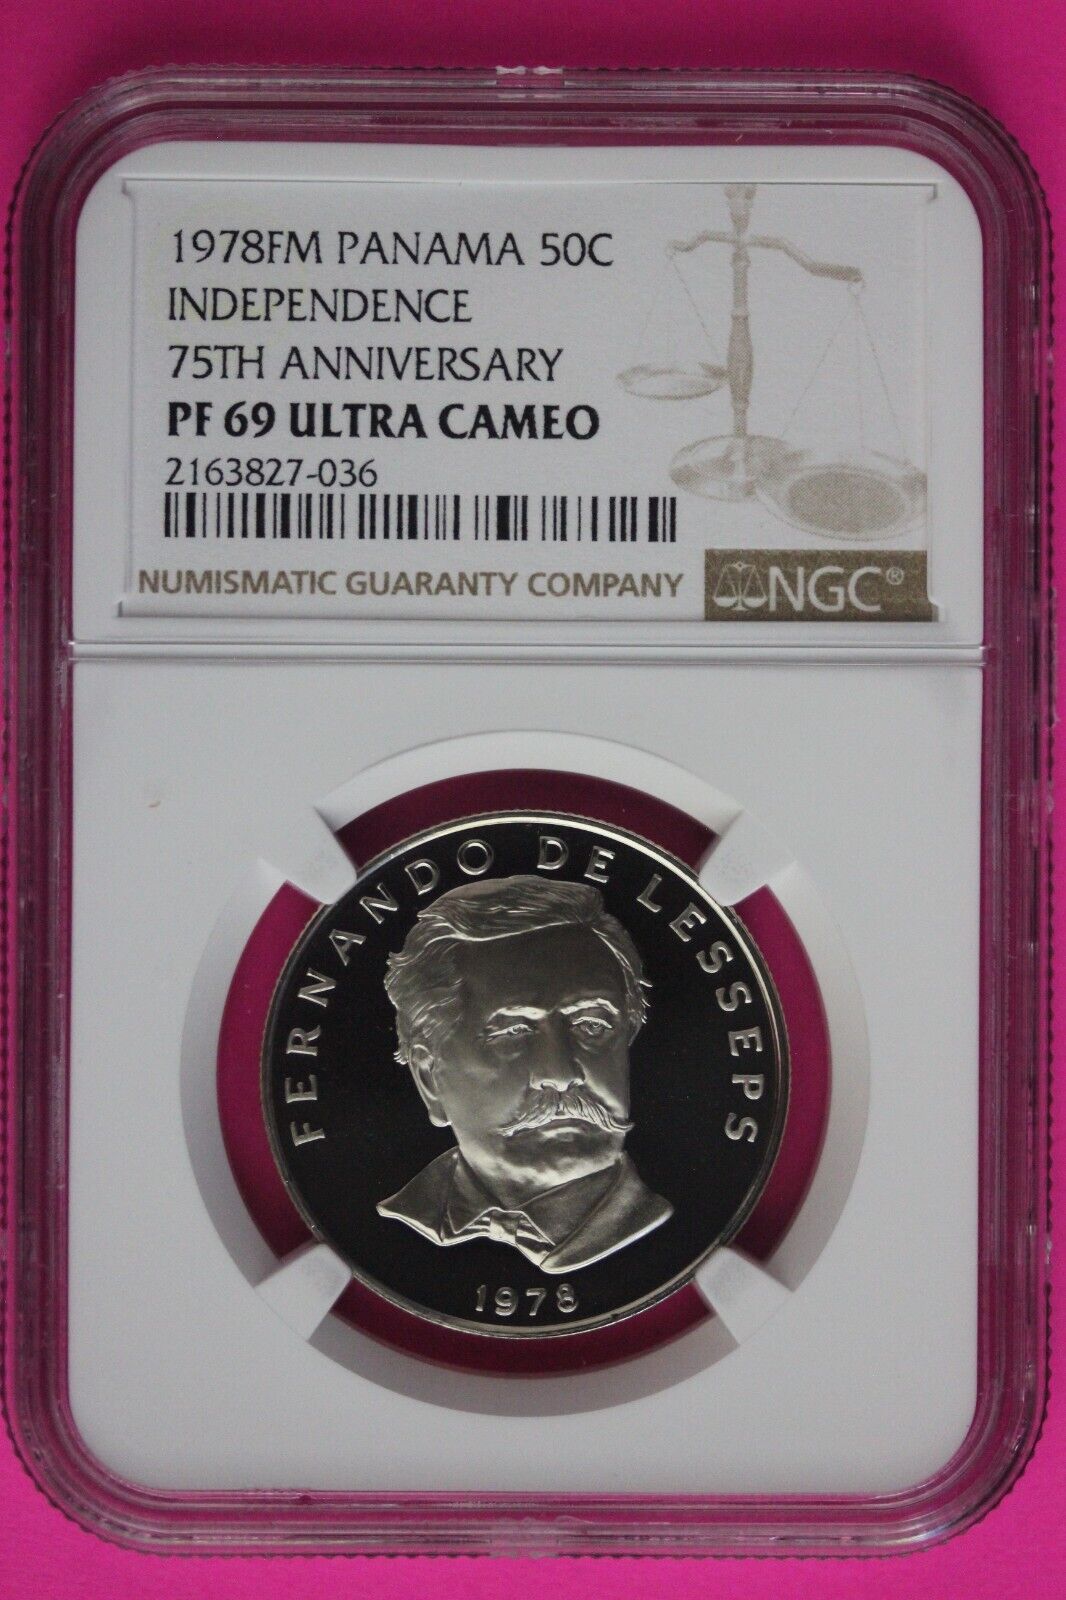 1978FM PANAMA 50C
INDEPENDENCE
75TH ANNIVERSARY
PF 69 ULTRA CAMEO
2163827-036
NUMISMATIC GUARANTY COMPANY
NGC®
FERNANDO DE LESSEPS
1978